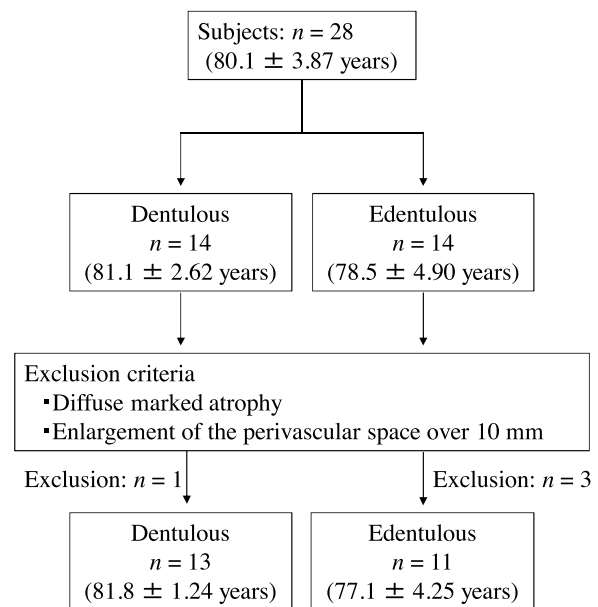 Subjects: n = 28
(80.1 ± 3.87 years)
Dentulous
n = 14
(81.1 ± 2.62 years)
Edentulous
n = 14
(78.5 ± 4.90 years)
Exclusion criteria
▪Diffuse marked atrophy
▪Enlargement of the perivascular space over 10 mm
Exclusion: n = 1
Exclusion: n = 3
Dentulous
n = 13
(81.8 ± 1.24 years)
Edentulous
n = 11
(77.1 ± 4.25 years)